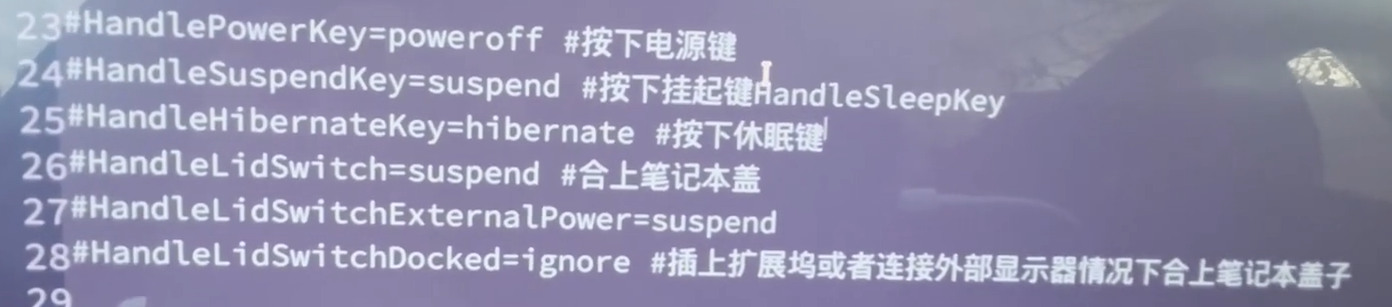 23#HandlePowerKey=poweroff #按下电源键
24#HandleSuspendKey=suspend #按下挂起键HandleSleepKey
25#HandleHibernateKey=hibernate #按下休眠键
26#HandleLidSwitch=suspend #合上笔记本盖
27#HandleLidSwitchExternalPower=suspend
28#HandleLidSwitchDocked=ignore #插上扩展坞或者连接外部显示器情况下合上笔记本盖子
29